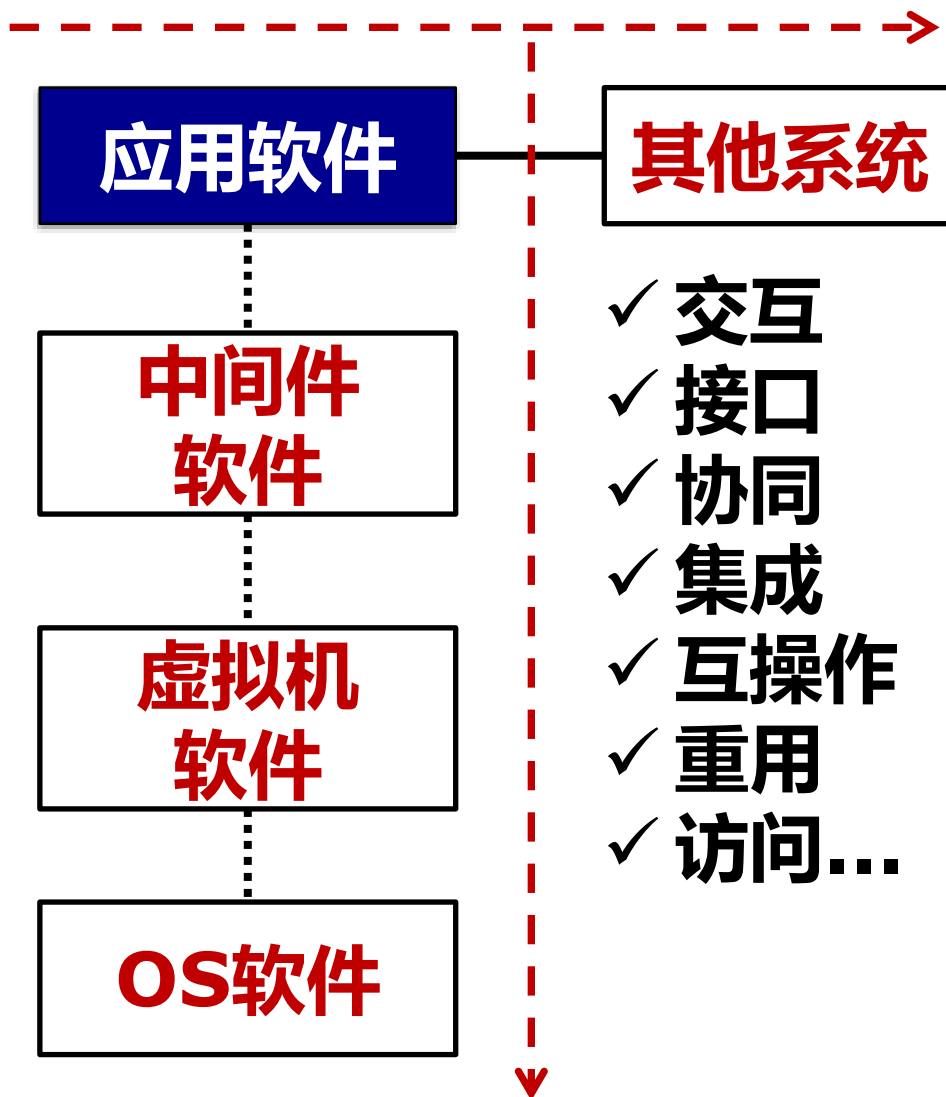 应用软件
其他系统
中间件
软件
虚拟机
软件
OS软件
✓ 交互
✓ 接口
✓ 协同
✓ 集成
✓ 互操作
✓ 重用
✓ 访问...